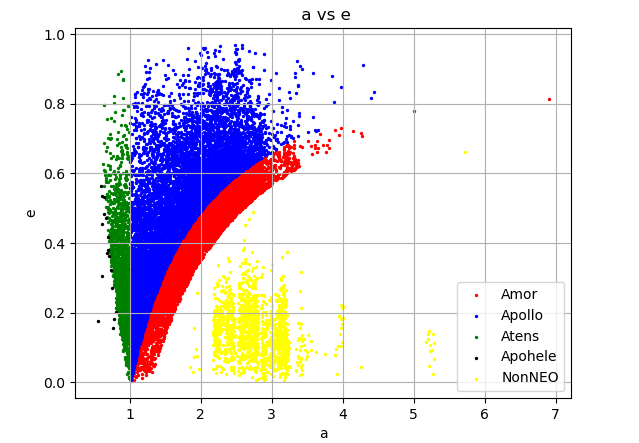 a vs e
1.0
0.8
0.6
0.4
0.2
0.0
e
1 2 3 4 5 6 7
a
Amor
Apollo
Atens
Apohele
NonNEO